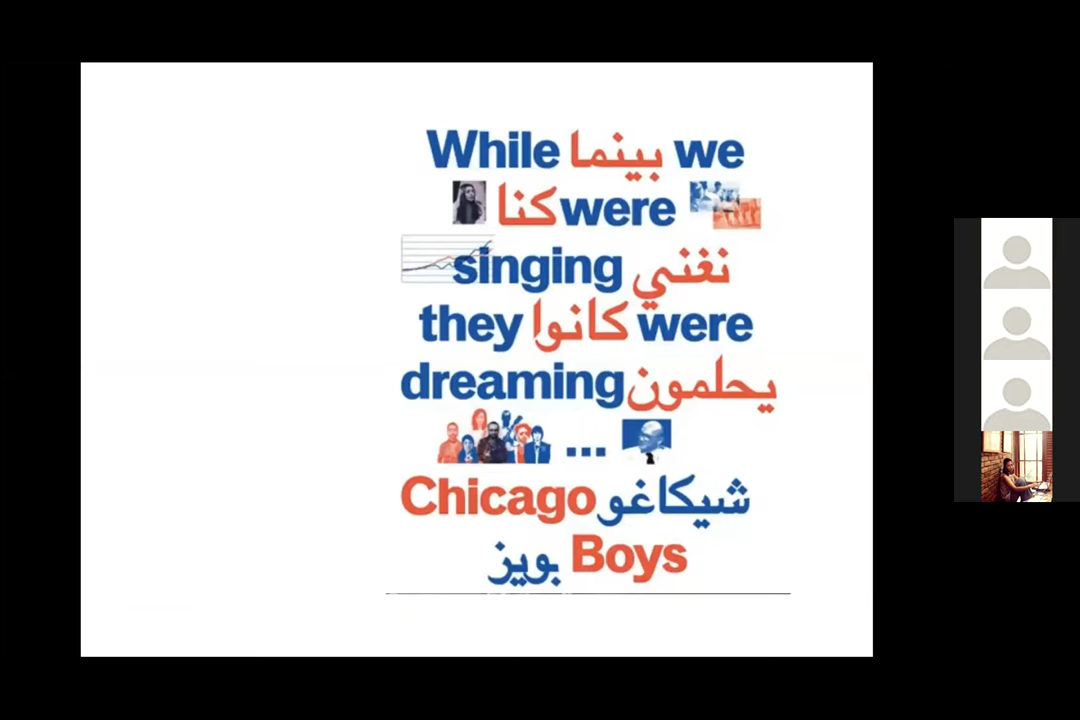 While بينما we
كنا were
singing نغني
they كانوا were
dreaming يحلمون
...
Chicago شيكاغو
بويز Boys